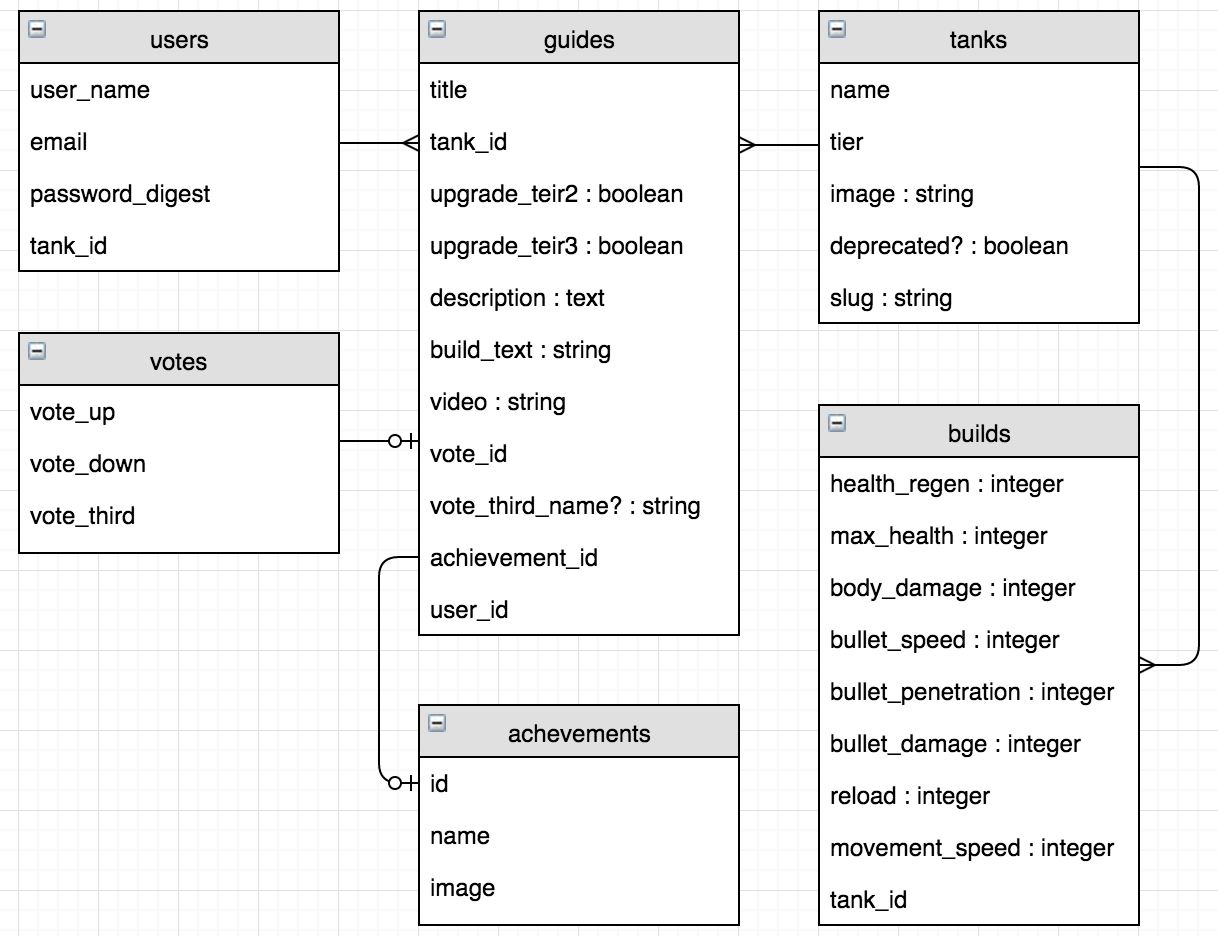 users
user_name
email
password_digest
tank_id
votes
vote_up
vote_down
vote_third
guides
title
tank_id
upgrade_teir2 : boolean
upgrade_teir3 : boolean
description : text
build_text : string
video : string
vote_id
vote_third_name? : string
achievement_id
user_id
achevements
id
name
image
tanks
name
tier
image : string
deprecated? : boolean
slug : string
builds
health_regen : integer
max_health : integer
body_damage : integer
bullet_speed : integer
bullet_penetration : integer
bullet_damage : integer
reload : integer
movement_speed : integer
tank_id